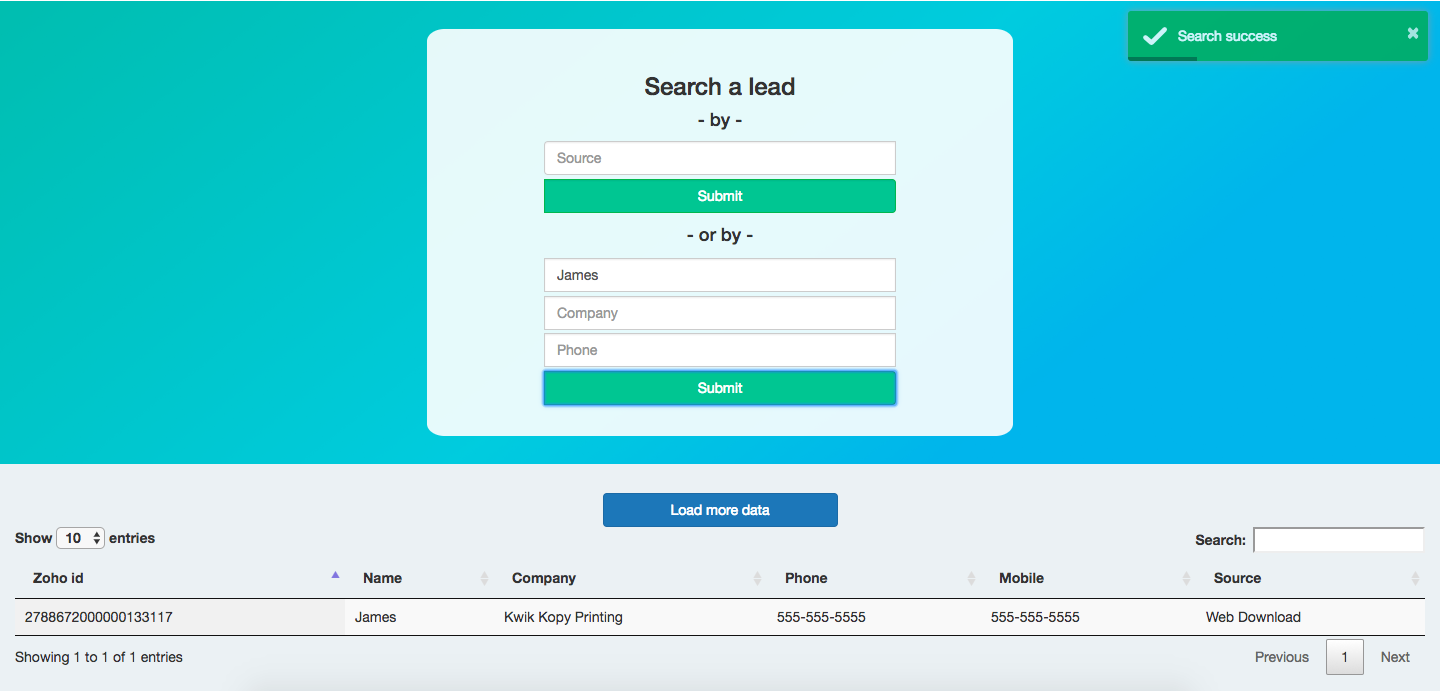 Search success ×
Search a lead
- by -
Source
Submit
- or by -
James
Company
Phone
Submit
Load more data
Show 10 entries
Search:
Zoho id Name Company Phone Mobile Source
2788672000000133117 James Kwik Kopy Printing 555-555-5555 555-555-5555 Web Download
Showing 1 to 1 of 1 entries
Previous 1 Next